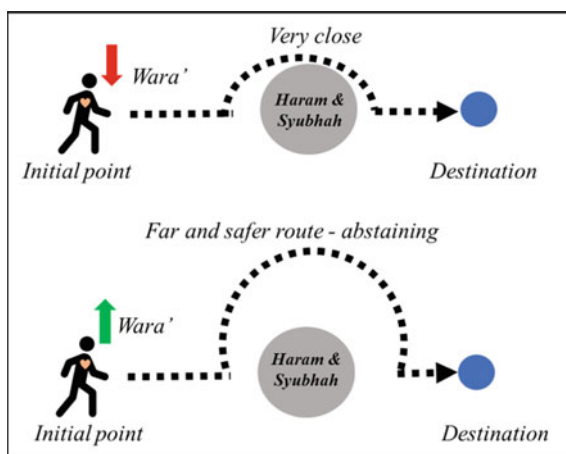 Very close
Wara’
Haram &
Syubhah
Initial point
Destination
Far and safer route - abstaining
Wara’
Haram &
Syubhah
Initial point
Destination